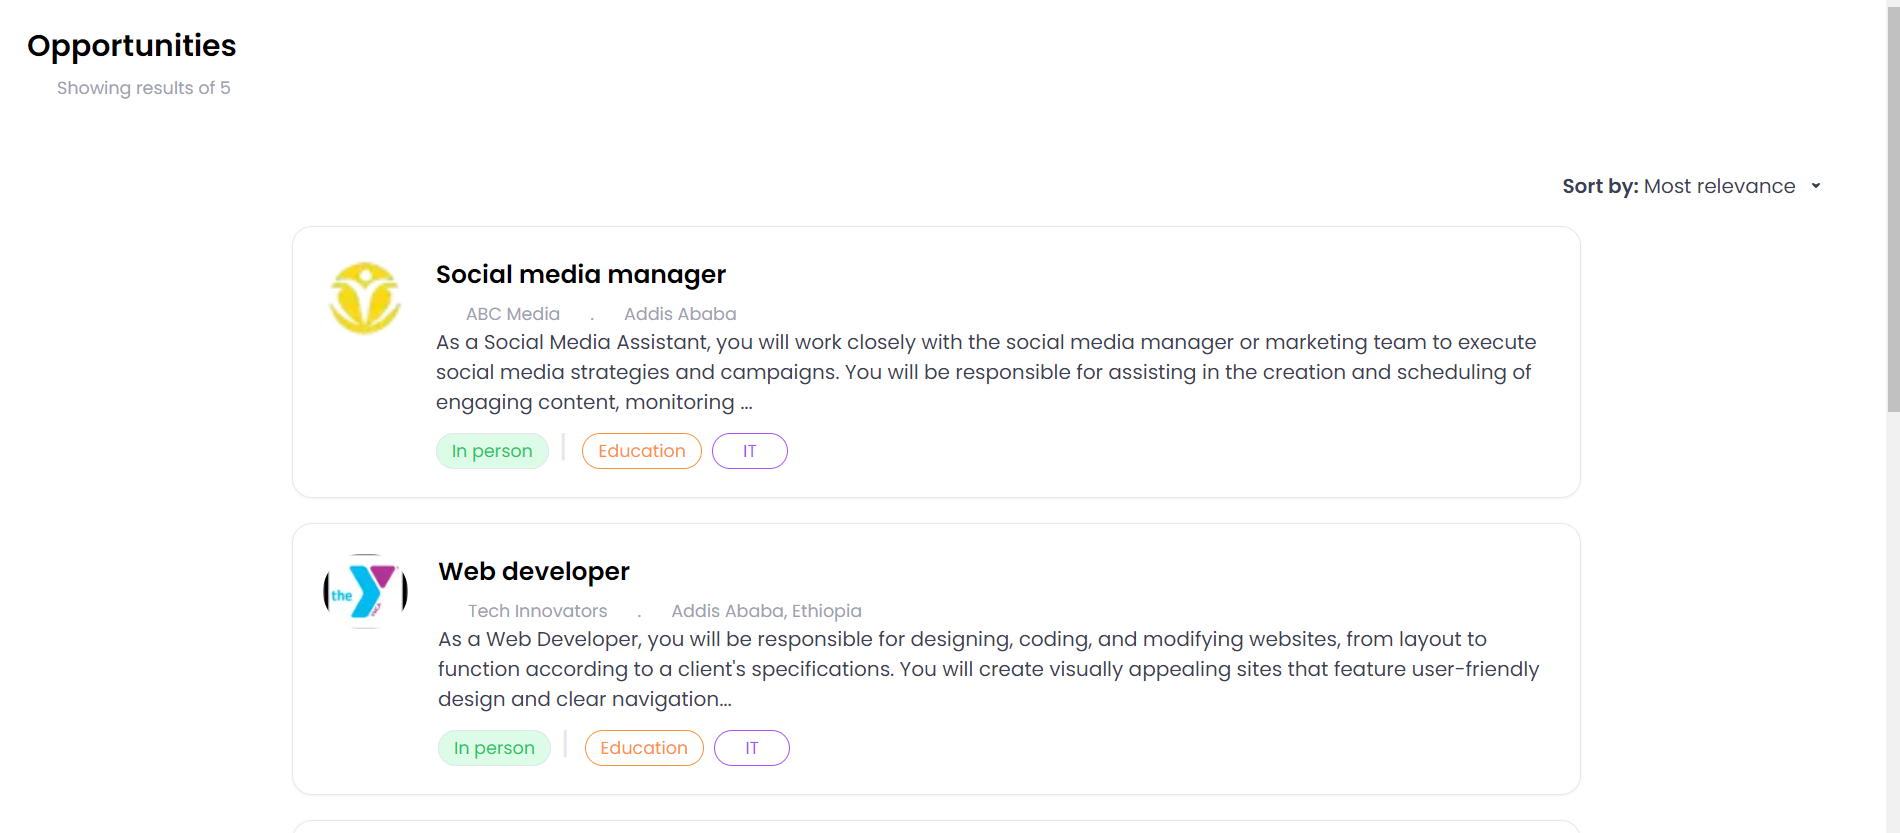 Opportunities
Showing results of 5
Sort by: Most relevance
Social media manager
ABC Media . Addis Ababa
As a Social Media Assistant, you will work closely with the social media manager or marketing team to execute
social media strategies and campaigns. You will be responsible for assisting in the creation and scheduling of
engaging content, monitoring ...
In person
Education
IT
the
YMCA
Web developer
Tech Innovators . Addis Ababa, Ethiopia
As a Web Developer, you will be responsible for designing, coding, and modifying websites, from layout to
function according to a client's specifications. You will create visually appealing sites that feature user-friendly
design and clear navigation...
In person
Education
IT